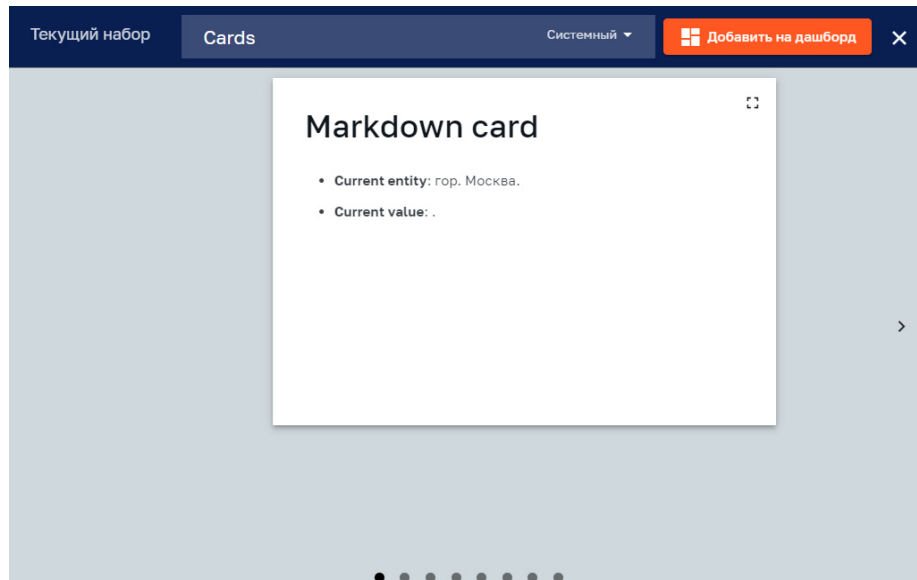 Текущий набор
Cards
Системный
Добавить на дашборд
Markdown card
Current entity: гор. Москва.
Current value: .